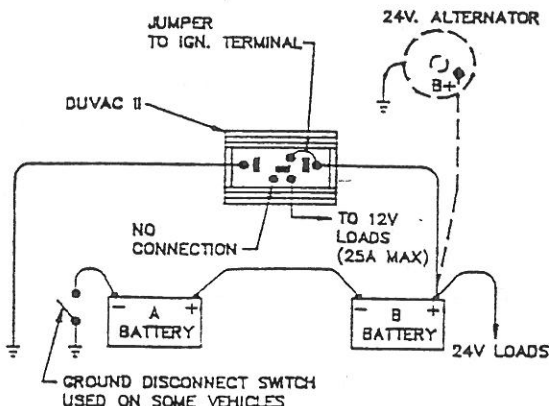 JUMPER
TO IGN. TERMINAL
24V. ALTERNATOR
B+
DUVAC II
NO
CONNECTION
TO 12V
LOADS
(25A MAX)
- A +
BATTERY
- B +
BATTERY
24V LOADS
GROUND DISCONNECT SWITCH
USED ON SOME VEHICLES